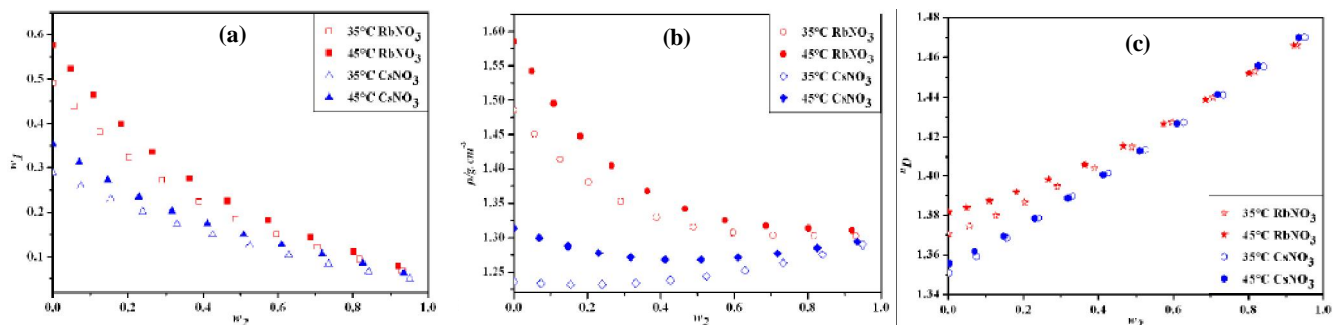 (a)
35°C RbNO3
45°C RbNO3
35°C CsNO3
45°C CsNO3
0.6
0.5
0.4
0.3
0.2
0.1
w1
0.0 0.2 0.4 0.6 0.8 1.0
w2
(b)
35°C RbNO3
45°C RbNO3
35°C CsNO3
45°C CsNO3
1.60
1.55
1.50
1.45
1.40
1.35
1.30
1.25
ρ/g.cm-3
0.0 0.2 0.4 0.6 0.8 1.0
w2
(c)
1.48
1.46
1.44
1.42
1.40
1.38
1.36
1.34
nD
35°C RbNO3
45°C RbNO3
35°C CsNO3
45°C CsNO3
0.0 0.2 0.4 0.6 0.8 1.0
w2